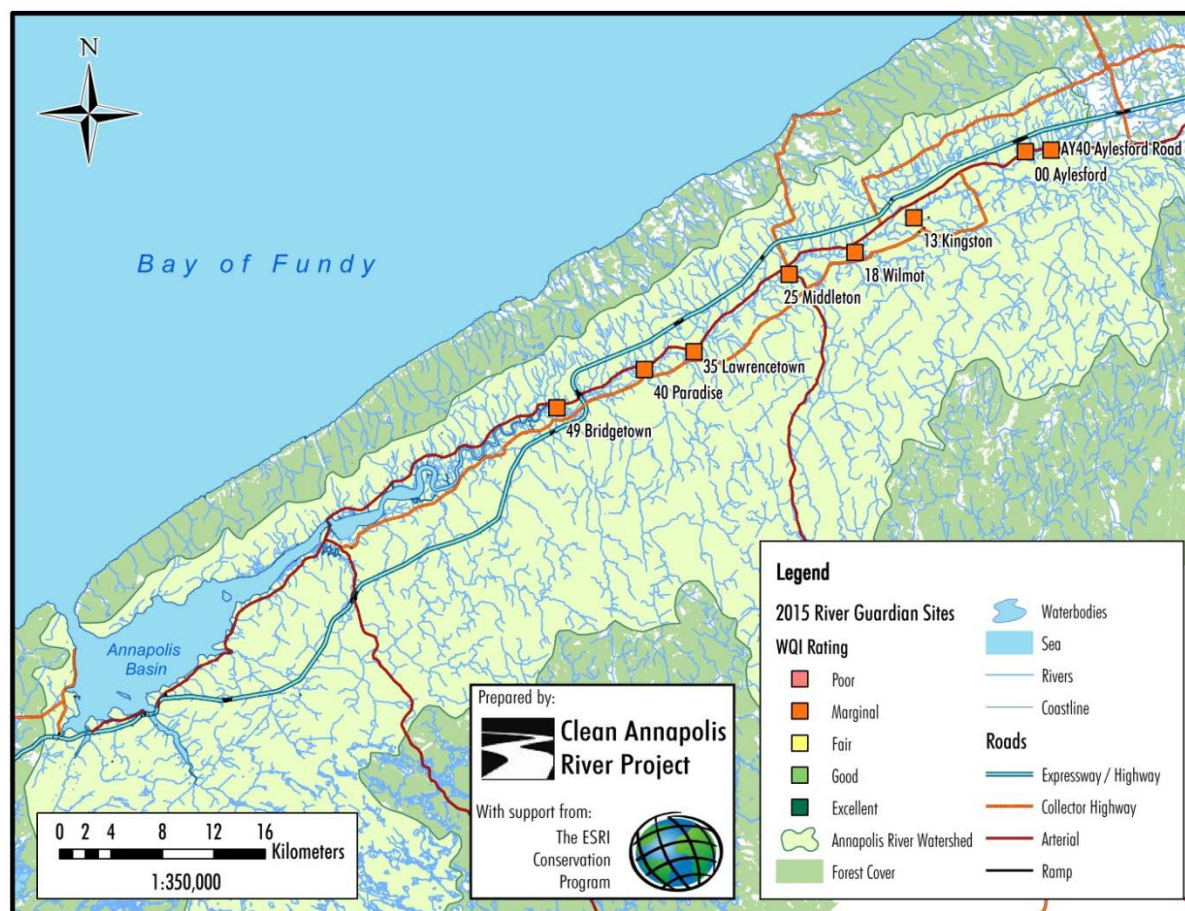 N
AY40 Aylesford Road
00 Aylesford
13 Kingston
18 Wilmot
25 Middleton
35 Lawrencetown
40 Paradise
49 Bridgetown
Bay of Fundy
Annapolis
Basin
0 2 4 8 12 16
Kilometers
1:350,000
Prepared by:
Clean Annapolis
River Project
With support from:
The ESRI
Conservation
Program
Legend
2015 River Guardian Sites
WQI Rating
Poor
Marginal
Fair
Good
Excellent
Annapolis River Watershed
Forest Cover
Waterbodies
Sea
Rivers
Coastline
Roads
Expressway / Highway
Collector Highway
Arterial
Ramp